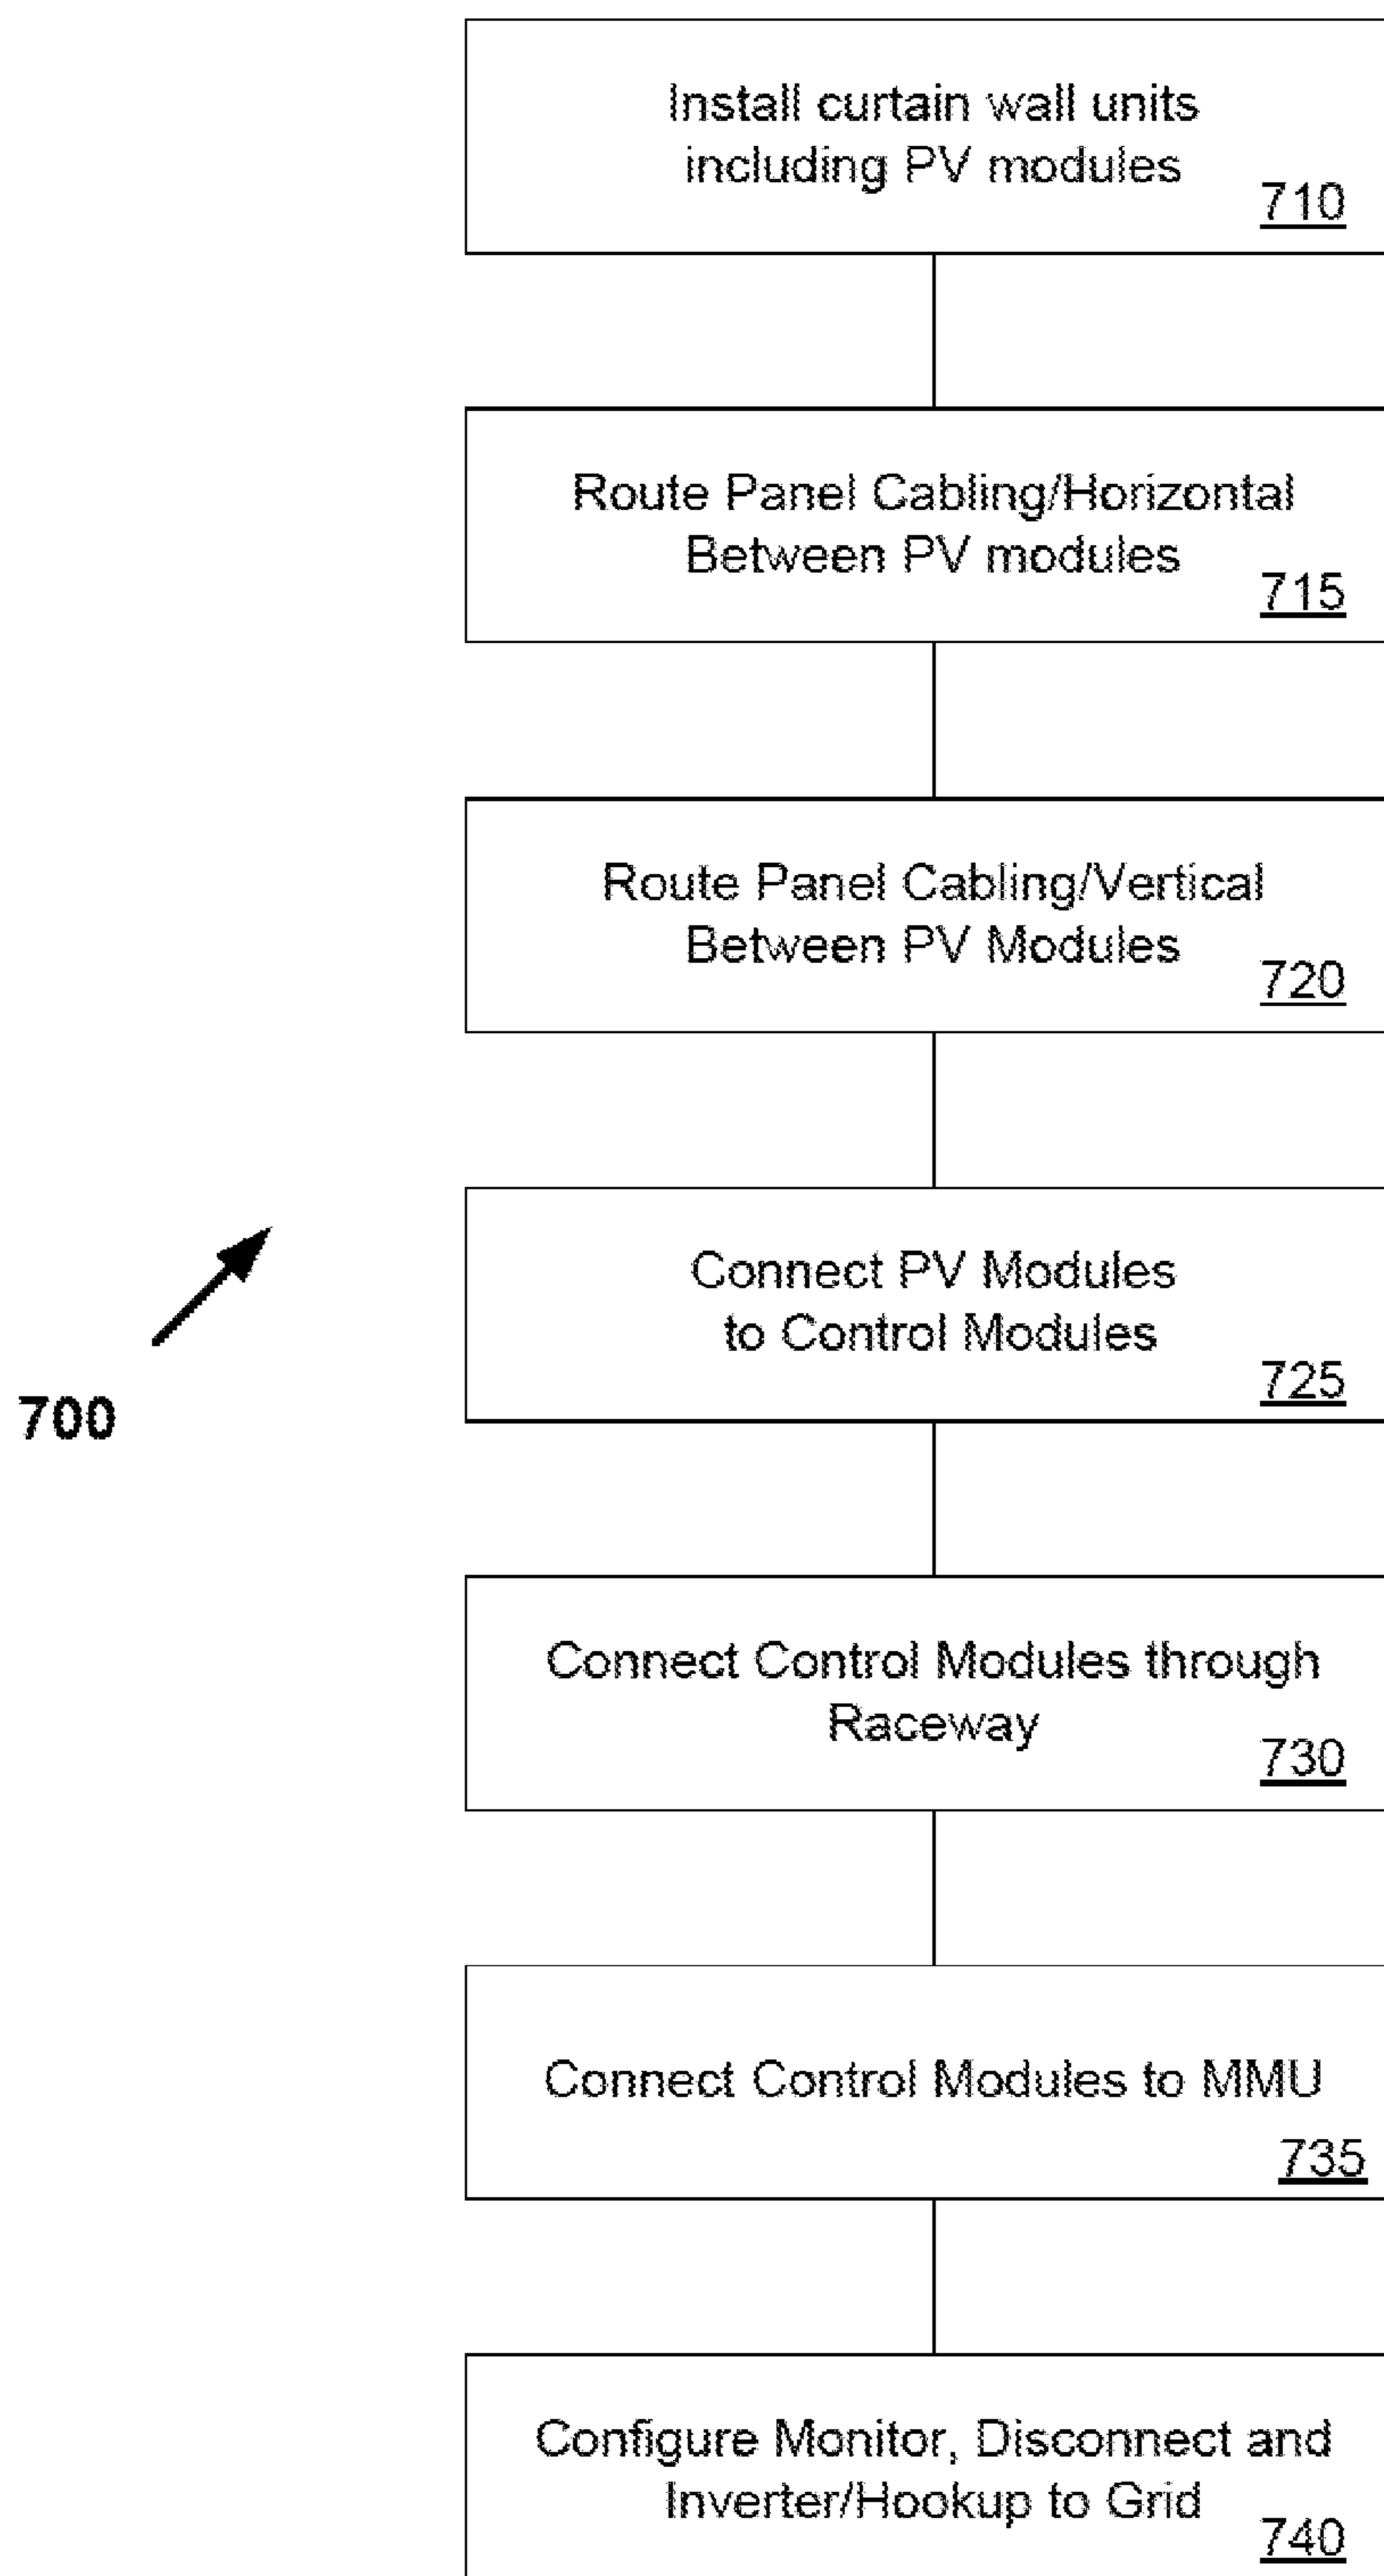 Install curtain wall units
including PV modules
710
Route Panel Cabling/Horizontal
Between PV modules
715
Route Panel Cabling/Vertical
Between PV Modules
720
Connect PV Modules
to Control Modules
725
700
Connect Control Modules through
Raceway
730
Connect Control Modules to MMU
735
Configure Monitor, Disconnect and
Inverter/Hookup to Grid
740